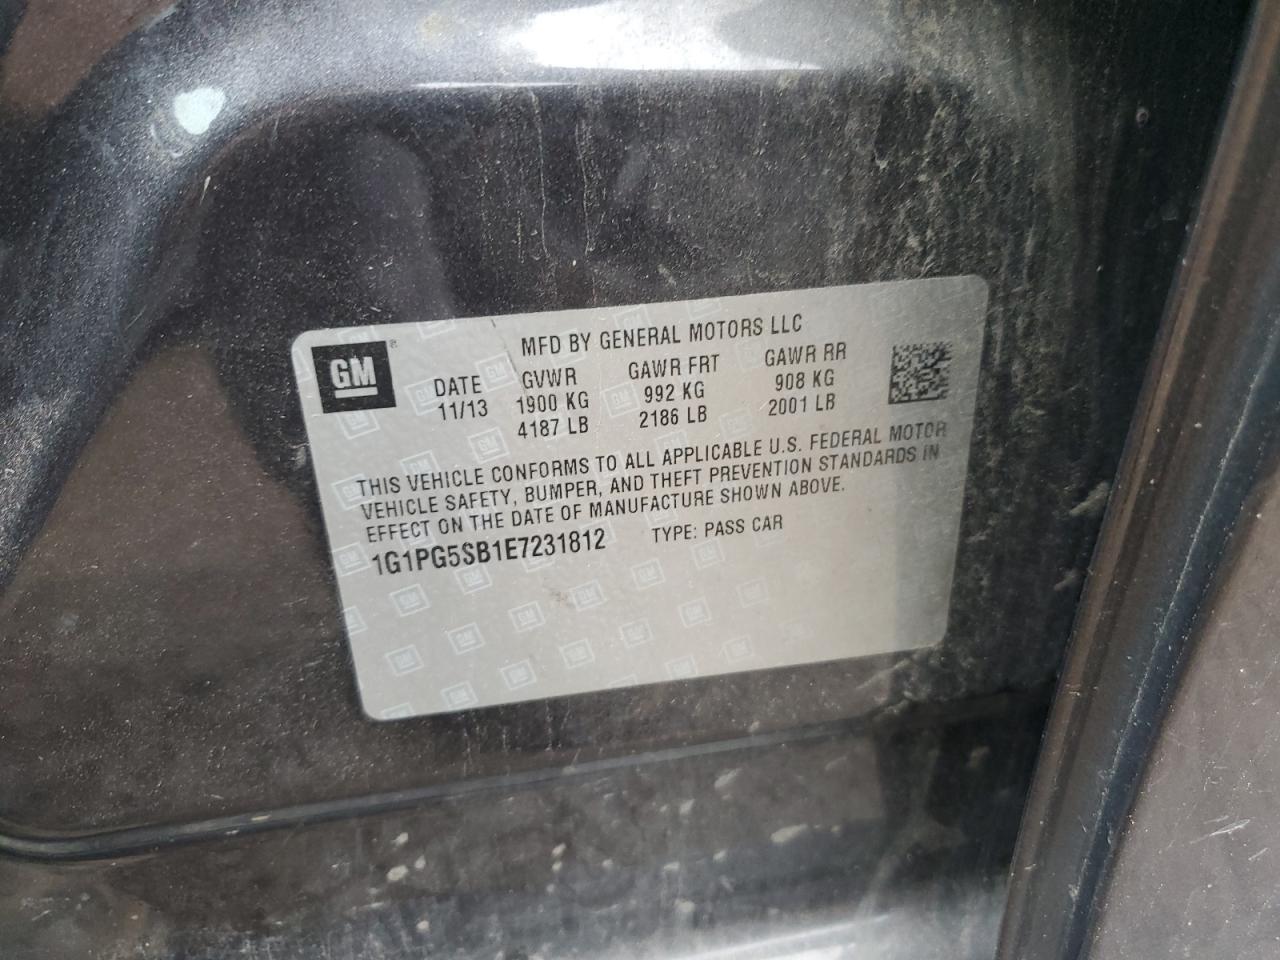 GM
MFD BY GENERAL MOTORS LLC
DATE GVWR GAWR FRT GAWR RR
11/13 1900 KG 992 KG 908 KG
4187 LB 2186 LB 2001 LB
THIS VEHICLE CONFORMS TO ALL APPLICABLE U.S. FEDERAL MOTOR
VEHICLE SAFETY, BUMPER, AND THEFT PREVENTION STANDARDS IN
EFFECT ON THE DATE OF MANUFACTURE SHOWN ABOVE.
1G1PG5SB1E7231812 TYPE: PASS CAR